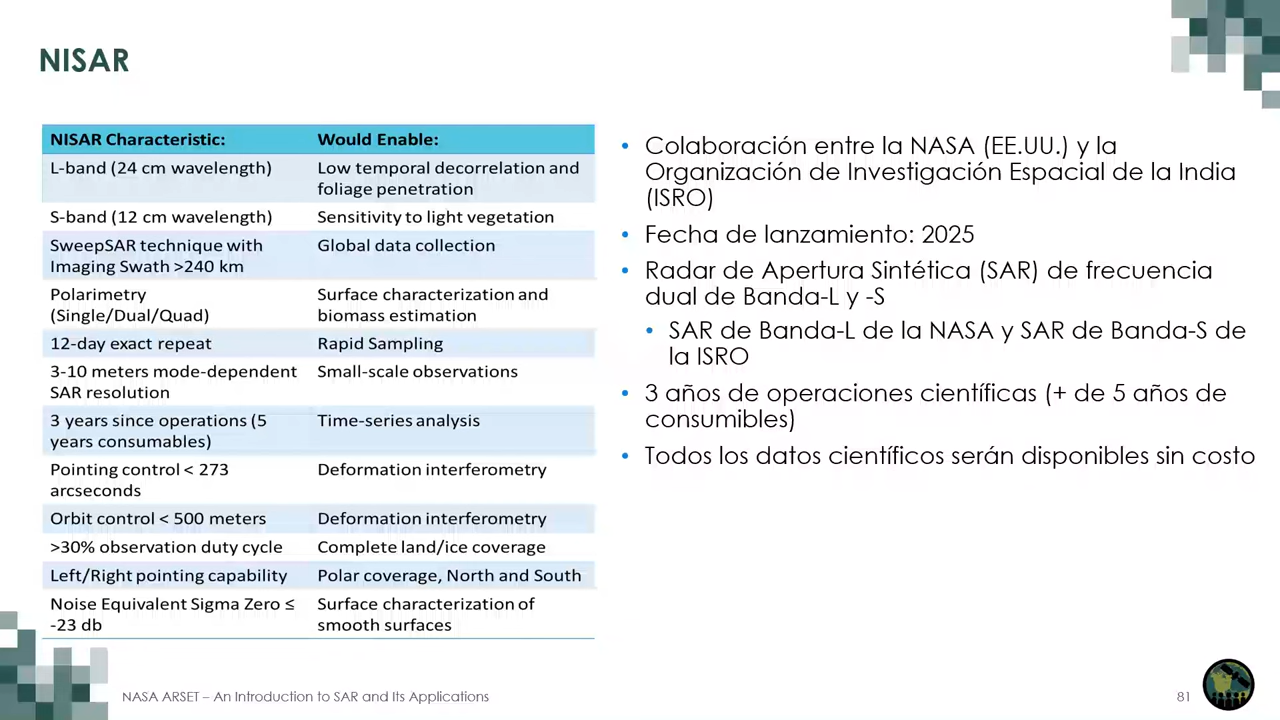 NISAR
NISAR Characteristic: Would Enable:
L-band (24 cm wavelength) Low temporal decorrelation and
foliage penetration
S-band (12 cm wavelength) Sensitivity to light vegetation
SweepSAR technique with Global data collection
Imaging Swath >240 km
Polarimetry Surface characterization and
(Single/Dual/Quad) biomass estimation
12-day exact repeat Rapid Sampling
3-10 meters mode-dependent Small-scale observations
SAR resolution
3 years since operations (5 Time-series analysis
years consumables)
Pointing control < 273 Deformation interferometry
arcseconds
Orbit control < 500 meters Deformation interferometry
>30% observation duty cycle Complete land/ice coverage
Left/Right pointing capability Polar coverage, North and South
Noise Equivalent Sigma Zero ≤ Surface characterization of
-23 db smooth surfaces
• Colaboración entre la NASA (EE.UU.) y la
Organización de Investigación Espacial de la India
(ISRO)
• Fecha de lanzamiento: 2025
• Radar de Apertura Sintética (SAR) de frecuencia
dual de Banda-L y -S
• SAR de Banda-L de la NASA y SAR de Banda-S de
la ISRO
• 3 años de operaciones científicas (+ de 5 años de
consumibles)
• Todos los datos científicos serán disponibles sin costo
NASA ARSET – An Introduction to SAR and Its Applications
81